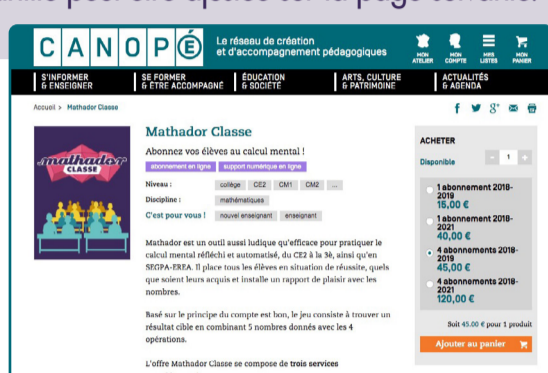 CANOPÉ
Le réseau de création
et d'accompagnement pédagogiques
MON
ATELIER
MON
COMPTE
MES
LISTES
MON
PANIER
S'INFORMER
& ENSEIGNER
SE FORMER
& ÊTRE ACCOMPAGNÉ
ÉDUCATION
& SOCIÉTÉ
ARTS, CULTURE
& PATRIMOINE
ACTUALITÉS
& AGENDA
Accueil > Mathador Classe
mathador
CLASSE
Mathador Classe
Abonnez vos élèves au calcul mental !
abonnement en ligne support numérique en ligne
Niveau : collège CE2 CM1 CM2 ...
Discipline : mathématiques
C'est pour vous ! nouvel enseignant enseignant
Mathador est un outil aussi ludique qu'efficace pour pratiquer le
calcul mental réfléchi et automatisé, du CE2 à la 3è, ainsi qu'en
SEGPA-EREA. Il place tous les élèves en situation de réussite, quels
que soient leurs acquis et installe un rapport de plaisir avec les
nombres.
Basé sur le principe du compte est bon, le jeu consiste à trouver un
résultat cible en combinant 5 nombres donnés avec les 4
opérations.
L'offre Mathador Classe se compose de trois services
ACHETER
Disponible - 1 +
1 abonnement 2018-
2019
15,00 €
1 abonnement 2018-
2021
40,00 €
4 abonnements 2018-
2019
45,00 €
4 abonnements 2018-
2021
120,00 €
Soit 45.00 € pour 1 produit
Ajouter au panier